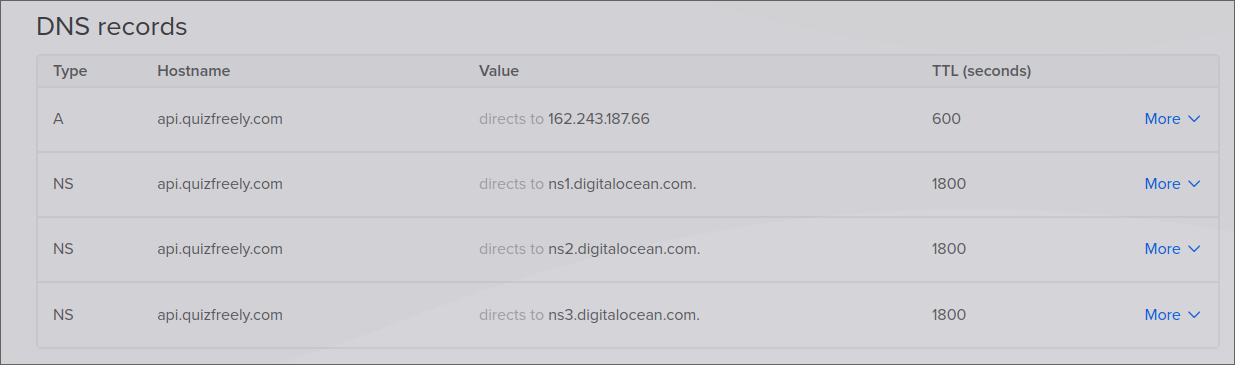 DNS records
Type Hostname Value TTL (seconds)
A api.quizfreely.com directs to 162.243.187.66 600 More
NS api.quizfreely.com directs to ns1.digitalocean.com. 1800 More
NS api.quizfreely.com directs to ns2.digitalocean.com. 1800 More
NS api.quizfreely.com directs to ns3.digitalocean.com. 1800 More